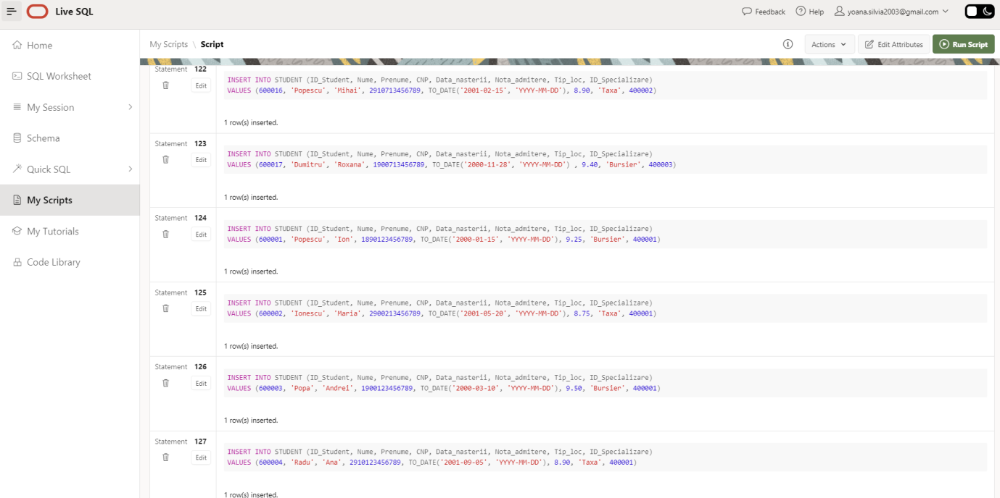 Live SQL
Feedback
Help
yoana.silvia2003@gmail.com
Home
SQL Worksheet
My Session
Schema
Quick SQL
My Scripts
My Tutorials
Code Library
My Scripts \ Script
Actions
Edit Attributes
Run Script
Statement 122
Edit
INSERT INTO STUDENT (ID_Student, Nume, Prenume, CNP, Data_nasterii, Nota_admitere, Tip_loc, ID_Specializare)
VALUES (600016, 'Popescu', 'Mihai', 2910713456789, TO_DATE('2001-02-15', 'YYYY-MM-DD'), 8.90, 'Taxa', 400002)
1 row(s) inserted.
Statement 123
Edit
INSERT INTO STUDENT (ID_Student, Nume, Prenume, CNP, Data_nasterii, Nota_admitere, Tip_loc, ID_Specializare)
VALUES (600017, 'Dumitru', 'Roxana', 1900713456789, TO_DATE('2000-11-28', 'YYYY-MM-DD') , 9.40, 'Bursier', 400003)
1 row(s) inserted.
Statement 124
Edit
INSERT INTO STUDENT (ID_Student, Nume, Prenume, CNP, Data_nasterii, Nota_admitere, Tip_loc, ID_Specializare)
VALUES (600001, 'Popescu', 'Ion', 1890123456789, TO_DATE('2000-01-15', 'YYYY-MM-DD'), 9.25, 'Bursier', 400001)
1 row(s) inserted.
Statement 125
Edit
INSERT INTO STUDENT (ID_Student, Nume, Prenume, CNP, Data_nasterii, Nota_admitere, Tip_loc, ID_Specializare)
VALUES (600002, 'Ionescu', 'Maria', 2900213456789, TO_DATE('2001-05-20', 'YYYY-MM-DD'), 8.75, 'Taxa', 400001)
1 row(s) inserted.
Statement 126
Edit
INSERT INTO STUDENT (ID_Student, Nume, Prenume, CNP, Data_nasterii, Nota_admitere, Tip_loc, ID_Specializare)
VALUES (600003, 'Popa', 'Andrei', 1900123456789, TO_DATE('2000-03-10', 'YYYY-MM-DD'), 9.50, 'Bursier', 400001)
1 row(s) inserted.
Statement 127
Edit
INSERT INTO STUDENT (ID_Student, Nume, Prenume, CNP, Data_nasterii, Nota_admitere, Tip_loc, ID_Specializare)
VALUES (600004, 'Radu', 'Ana', 2910123456789, TO_DATE('2001-09-05', 'YYYY-MM-DD'), 8.90, 'Taxa', 400001)
1 row(s) inserted.